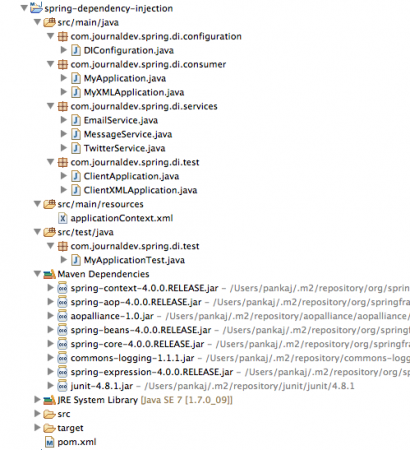 spring-dependency-injection
src/main/java
com.journaldev.spring.di.configuration
DIConfiguration.java
com.journaldev.spring.di.consumer
MyApplication.java
MyXMLApplication.java
com.journaldev.spring.di.services
EmailService.java
MessageService.java
TwitterService.java
com.journaldev.spring.di.test
ClientApplication.java
ClientXMLApplication.java
src/main/resources
applicationContext.xml
src/test/java
com.journaldev.spring.di.test
MyApplicationTest.java
Maven Dependencies
spring-context-4.0.0.RELEASE.jar - /Users/pankaj/.m2/repository/org/spring
spring-aop-4.0.0.RELEASE.jar - /Users/pankaj/.m2/repository/org/springfra
aopalliance-1.0.jar - /Users/pankaj/.m2/repository/aopalliance/aopalliance/
spring-beans-4.0.0.RELEASE.jar - /Users/pankaj/.m2/repository/org/springf
spring-core-4.0.0.RELEASE.jar - /Users/pankaj/.m2/repository/org/springfr
commons-logging-1.1.1.jar - /Users/pankaj/.m2/repository/commons-logg
spring-expression-4.0.0.RELEASE.jar - /Users/pankaj/.m2/repository/org/sp
junit-4.8.1.jar - /Users/pankaj/.m2/repository/junit/junit/4.8.1
JRE System Library [Java SE 7 [1.7.0_09]]
src
target
pom.xml